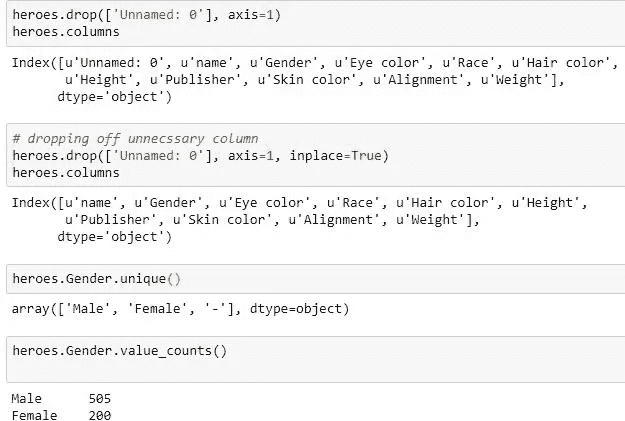 heroes.drop(['Unnamed: 0'], axis=1)
heroes.columns
Index([u'Unnamed: 0', u'name', u'Gender', u'Eye color', u'Race', u'Hair color',
u'Height', u'Publisher', u'Skin color', u'Alignment', u'Weight'],
dtype='object')
# dropping off unnecssary column
heroes.drop(['Unnamed: 0'], axis=1, inplace=True)
heroes.columns
Index([u'name', u'Gender', u'Eye color', u'Race', u'Hair color', u'Height',
u'Publisher', u'Skin color', u'Alignment', u'Weight'],
dtype='object')
heroes.Gender.unique()
array(['Male', 'Female', '-'], dtype=object)
heroes.Gender.value_counts()
Male 505
Female 200